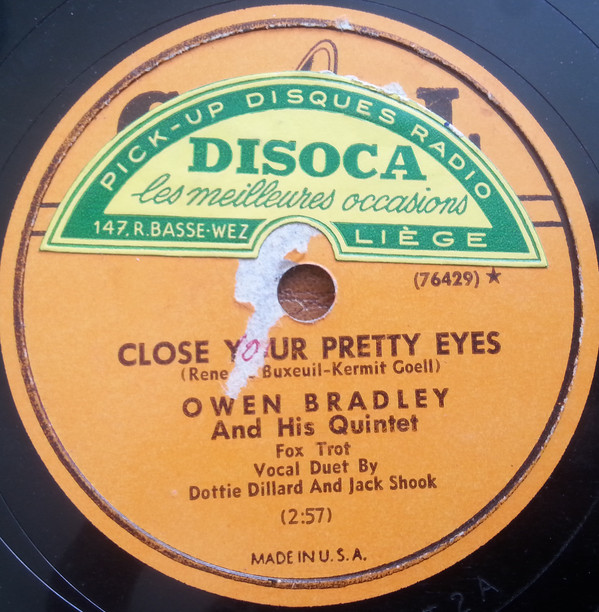 PICK-UP DISQUES RADIO
DISOCA
les meilleures occasions
147, R. BASSE-WEZ
LIÈGE
(76429) ★
CLOSE YOUR PRETTY EYES
(Rene Buxeuil-Kermit Goell)
OWEN BRADLEY
And His Quintet
Fox Trot
Vocal Duet By
Dottie Dillard And Jack Shook
(2:57)
MADE IN U.S.A.
2A